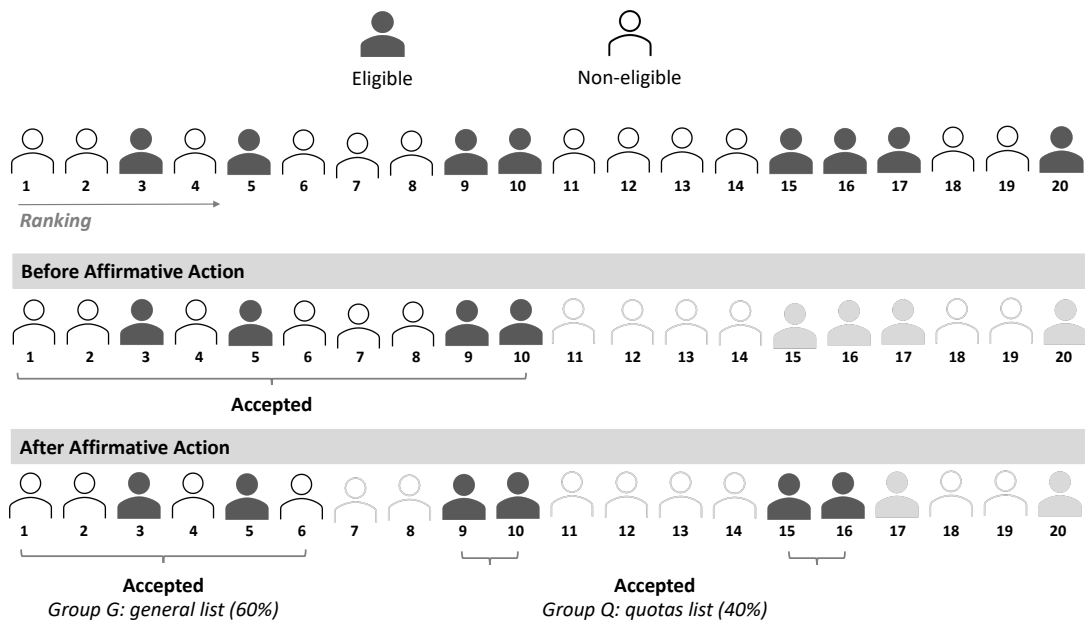 Eligible Non-eligible
1 2 3 4 5 6 7 8 9 10 11 12 13 14 15 16 17 18 19 20
Ranking
Before Affirmative Action
1 2 3 4 5 6 7 8 9 10 11 12 13 14 15 16 17 18 19 20
Accepted
After Affirmative Action
1 2 3 4 5 6 7 8 9 10 11 12 13 14 15 16 17 18 19 20
Accepted Accepted
Group G: general list (60%) Group Q: quotas list (40%)